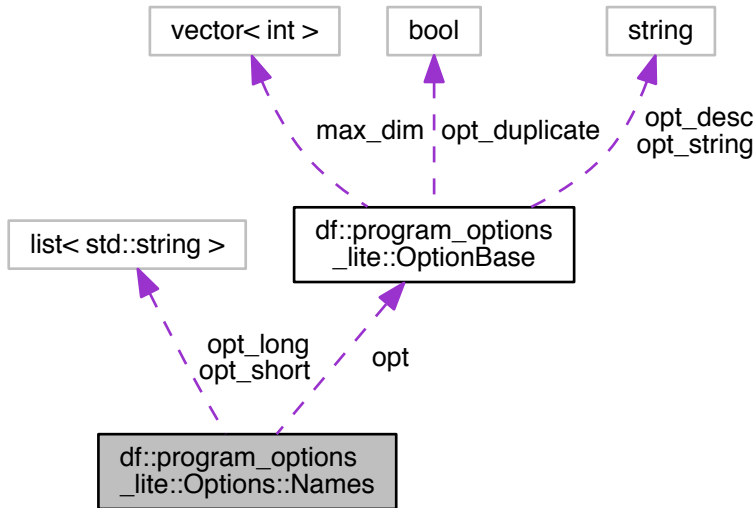 vector< int >
bool
string
max_dim
opt_duplicate
opt_desc
opt_string
list< std::string >
df::program_options
_lite::OptionBase
opt_long
opt_short
opt
df::program_options
_lite::Options::Names